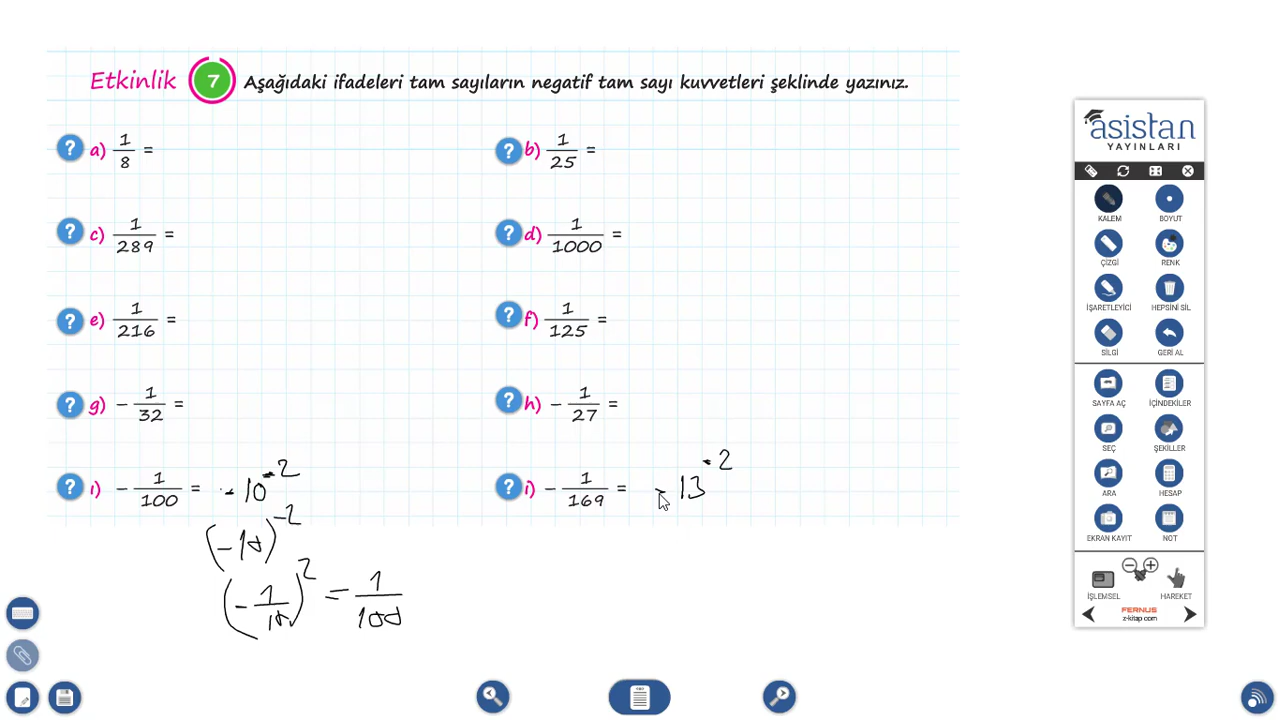 Etkinlik 7 Aşağıdaki ifadeleri tam sayıların negatif tam sayı kuvvetleri şeklinde yazınız.
? a) 1/8 =
? b) 1/25 =
? c) 1/289 =
? d) 1/1000 =
? e) 1/216 =
? f) 1/125 =
? g) - 1/32 =
? h) - 1/27 =
? ı) - 1/100 = - 10^-2
(-10)^-2
(- 1/10)^2 = 1/100
? i) - 1/169 = - 13^-2
asistan
YAYINLARI
KALEM BOYUT
ÇİZGİ RENK
İŞARETLEYİCİ HEPSİNİ SİL
SİLGİ GERİ AL
SAYFA AÇ İÇİNDEKİLER
SEÇ ŞEKİLLER
ARA HESAP
EKRAN KAYIT NOT
İŞLEMSEL HAREKET
FERNUS
z-kitap.com